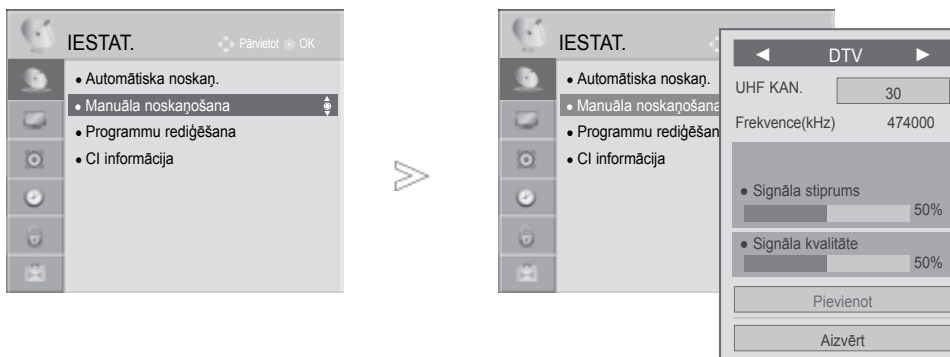 IESTAT.
Pārvietot OK
• Automātiska noskaņ.
• Manuāla noskaņošana
• Programmu rediģēšana
• CI informācija
IESTAT.
• Automātiska noskaņ.
• Manuāla noskaņošana
• Programmu rediģēšan
• CI informācija
◄ DTV ►
UHF KAN. 30
Frekvence(kHz) 474000
• Signāla stiprums
50%
• Signāla kvalitāte
50%
Pievienot
Aizvērt